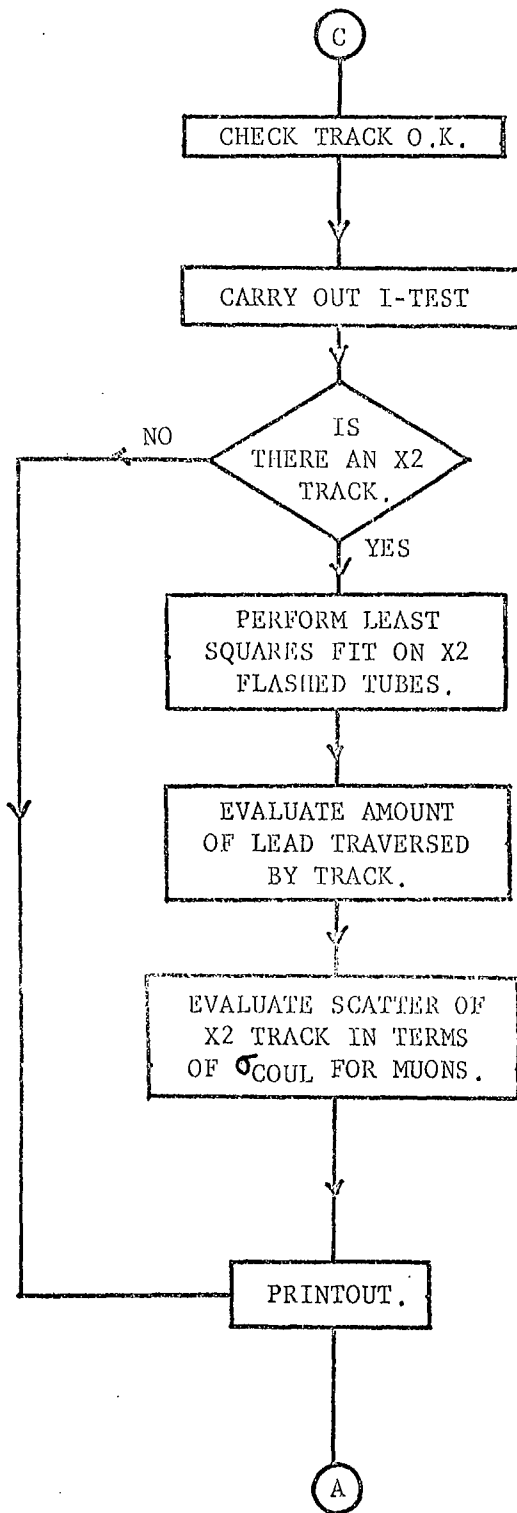 C
CHECK TRACK O.K.
CARRY OUT I-TEST
IS
THERE AN X2
TRACK.
NO
YES
PERFORM LEAST
SQUARES FIT ON X2
FLASHED TUBES.
EVALUATE AMOUNT
OF LEAD TRAVERSED
BY TRACK.
EVALUATE SCATTER OF
X2 TRACK IN TERMS
OF σCOUL FOR MUONS.
PRINTOUT.
A